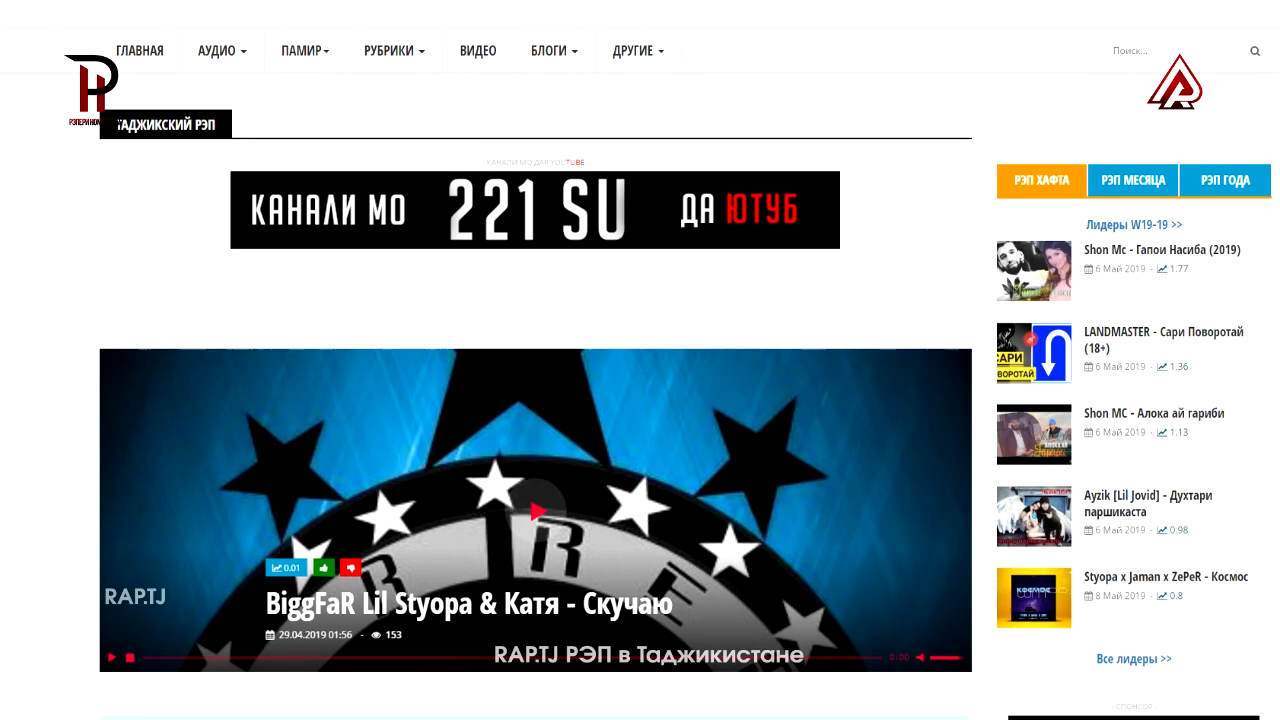 ГЛАВНАЯ АУДИО ПАМИР РУБРИКИ ВИДЕО БЛОГИ ДРУГИЕ Поиск...
ТАДЖИКСКИЙ РЭП
КАНАЛИ МО ДАР YOUTUBE
КАНАЛИ МО 221 SU ДА ЮТУБ
РЭП ХАФТА РЭП МЕСЯЦА РЭП ГОДА
Лидеры W19-19 >>
Shon Mc - Гапои Насиба (2019)
6 Май 2019 - 1.77
LANDMASTER - Сари Поворотай
(18+)
6 Май 2019 - 1.36
Shon MC - Алока ай гариби
6 Май 2019 - 1.13
Ayzik [Lil Jovid] - Духтари
паршикаста
6 Май 2019 - 0.98
Styopa x Jaman x ZePeR - Космос
8 Май 2019 - 0.8
Все лидеры >>
СПОНСОР
0.01
RAP.TJ
BiggFaR Lil Styopa & Катя - Скучаю
29.04.2019 01:56 - 153
RAP.TJ РЭП в Таджикистане
0:00